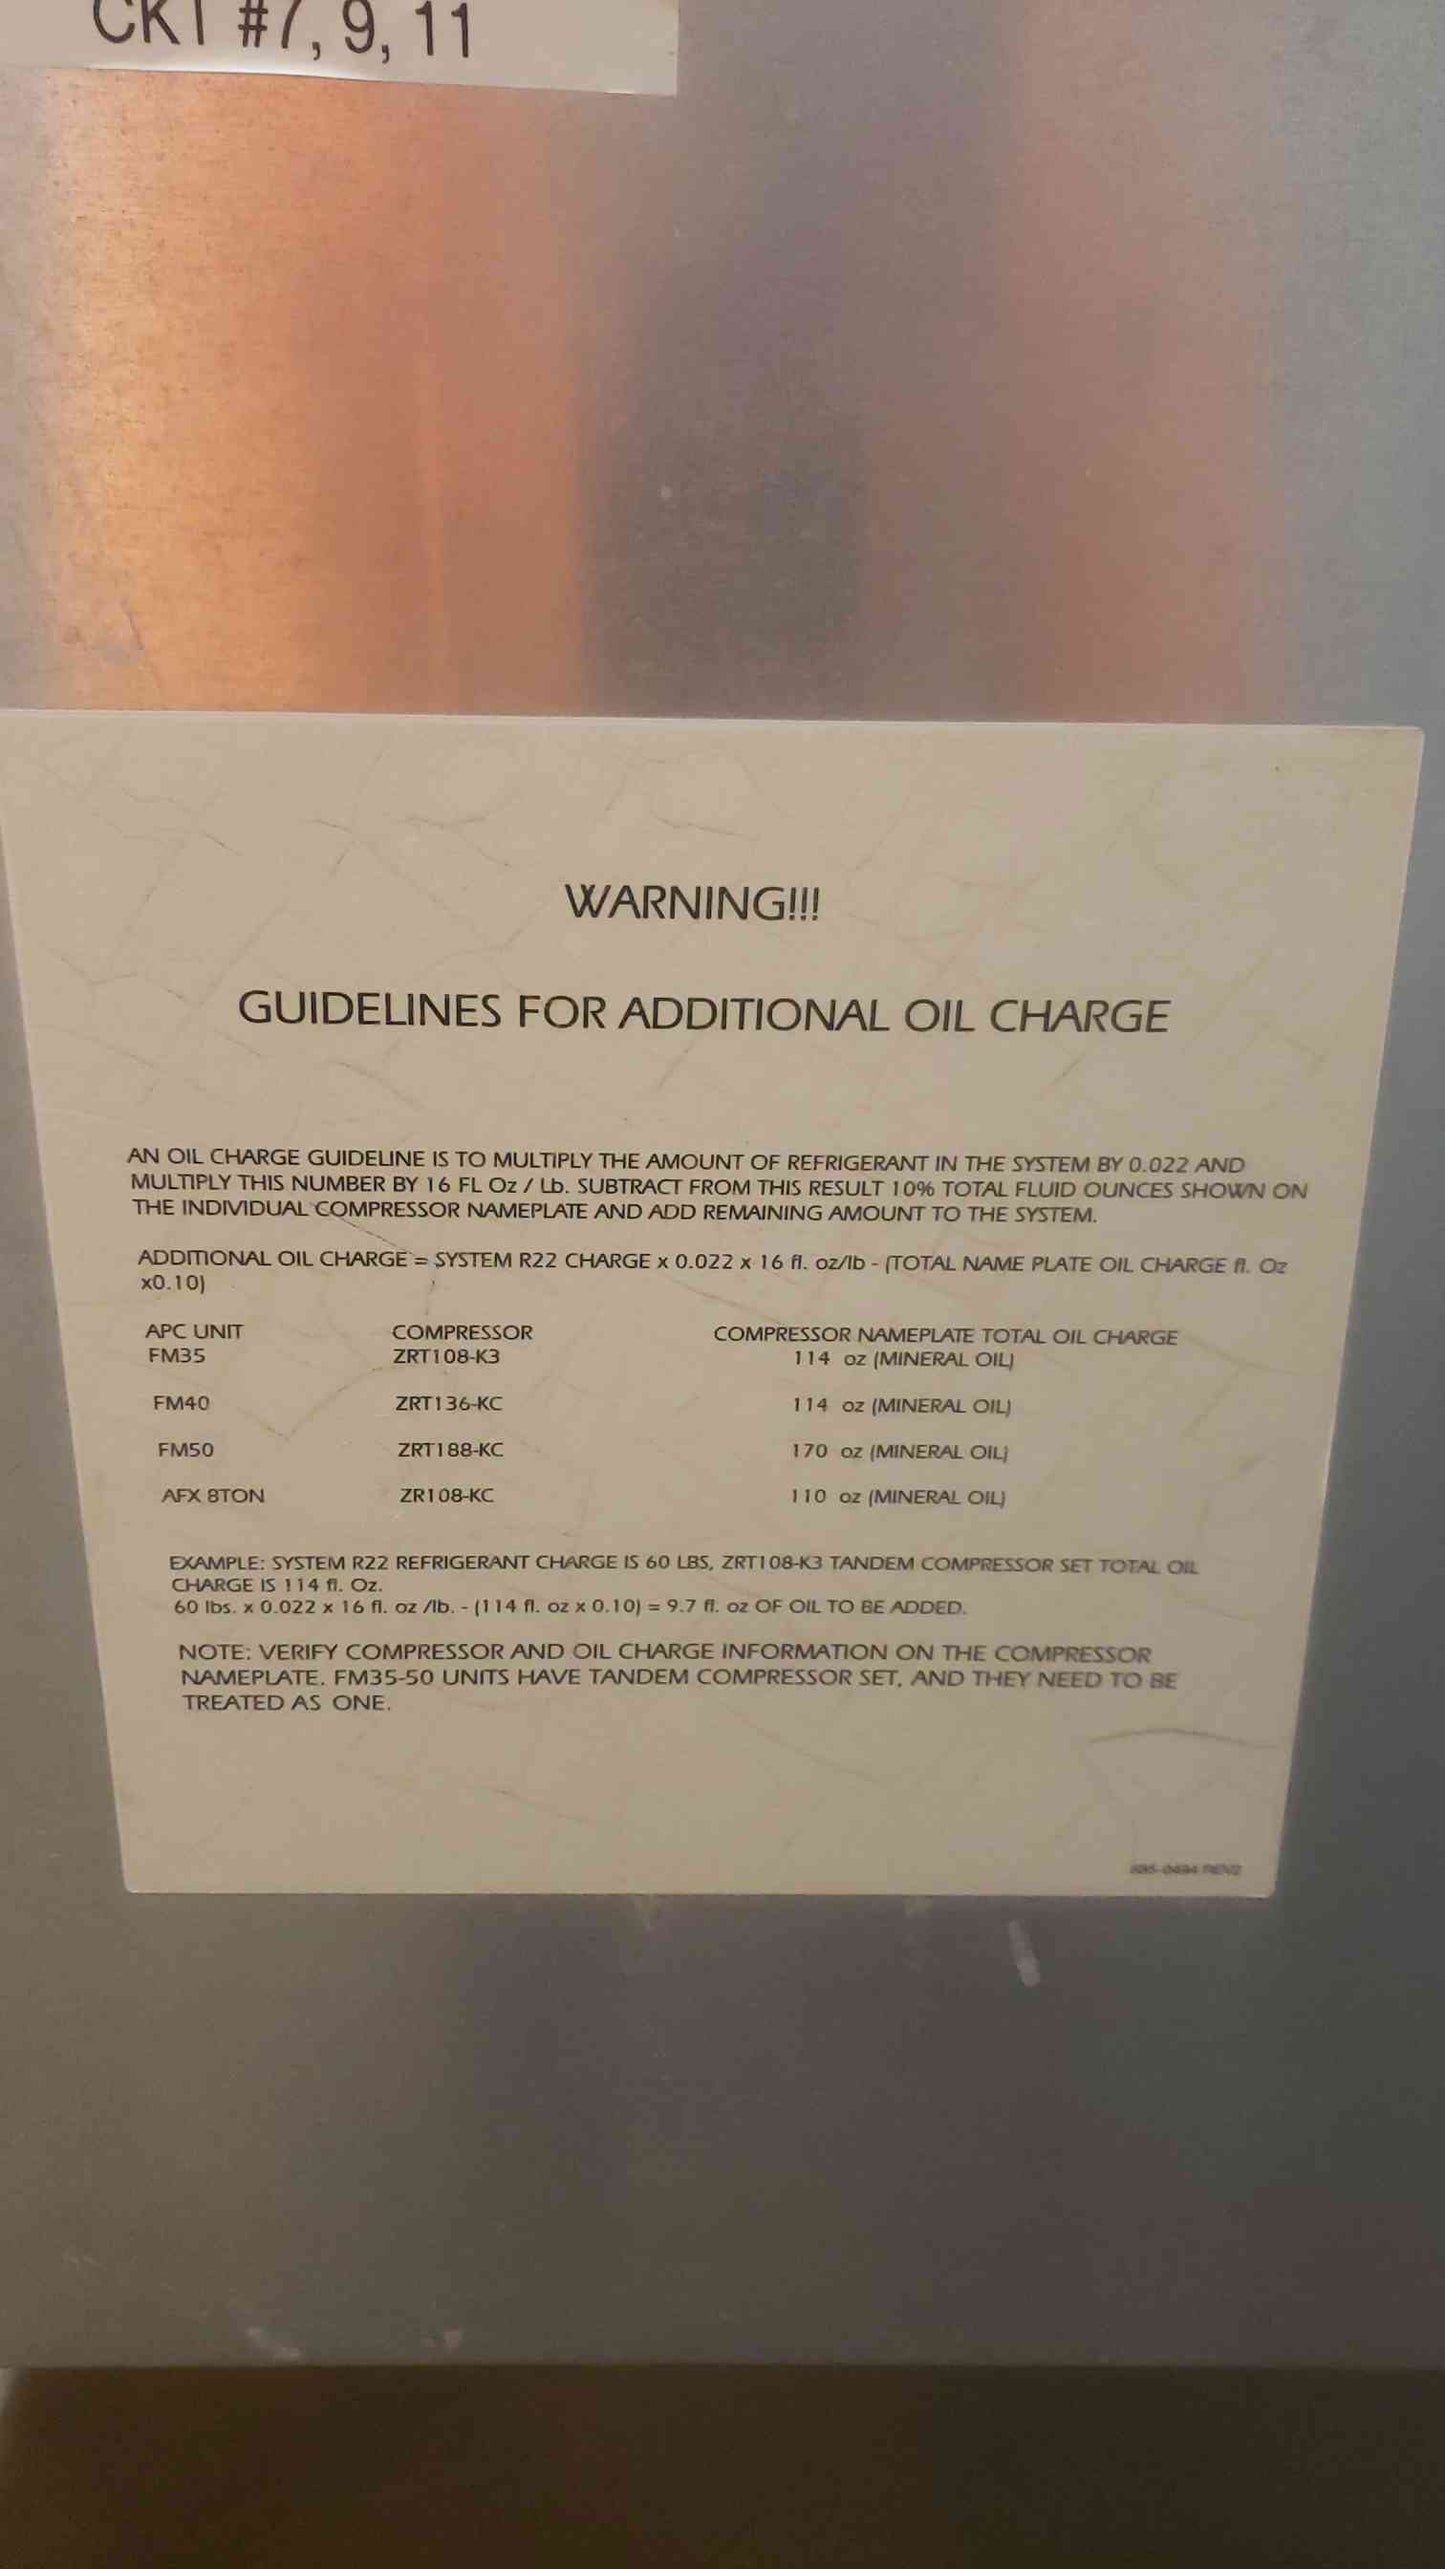 CKT #7, 9, 11
WARNING!!!
GUIDELINES FOR ADDITIONAL OIL CHARGE
AN OIL CHARGE GUIDELINE IS TO MULTIPLY THE AMOUNT OF REFRIGERANT IN THE SYSTEM BY 0.022 AND
MULTIPLY THIS NUMBER BY 16 FL Oz / Lb. SUBTRACT FROM THIS RESULT 10% TOTAL FLUID OUNCES SHOWN ON
THE INDIVIDUAL COMPRESSOR NAMEPLATE AND ADD REMAINING AMOUNT TO THE SYSTEM.
ADDITIONAL OIL CHARGE = SYSTEM R22 CHARGE x 0.022 x 16 fl. oz/lb - (TOTAL NAME PLATE OIL CHARGE fl. Oz
x0.10)
APC UNIT COMPRESSOR COMPRESSOR NAMEPLATE TOTAL OIL CHARGE
FM35 ZRT108-K3 114 oz (MINERAL OIL)
FM40 ZRT136-KC 114 oz (MINERAL OIL)
FM50 ZRT188-KC 170 oz (MINERAL OIL)
AFX 8TON ZR108-KC 110 oz (MINERAL OIL)
EXAMPLE: SYSTEM R22 REFRIGERANT CHARGE IS 60 LBS, ZRT108-K3 TANDEM COMPRESSOR SET TOTAL OIL
CHARGE IS 114 fl. Oz.
60 lbs. x 0.022 x 16 fl. oz /lb. - (114 fl. oz x 0.10) = 9.7 fl. oz OF OIL TO BE ADDED.
NOTE: VERIFY COMPRESSOR AND OIL CHARGE INFORMATION ON THE COMPRESSOR
NAMEPLATE. FM35-50 UNITS HAVE TANDEM COMPRESSOR SET, AND THEY NEED TO BE
TREATED AS ONE.